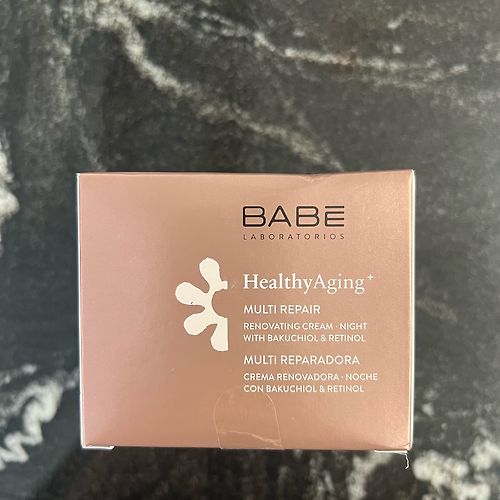 BABĒ
LABORATORIOS
HealthyAging+
MULTI REPAIR
RENOVATING CREAM · NIGHT
WITH BAKUCHIOL & RETINOL
MULTI REPARADORA
CREMA RENOVADORA · NOCHE
CON BAKUCHIOL & RETINOL